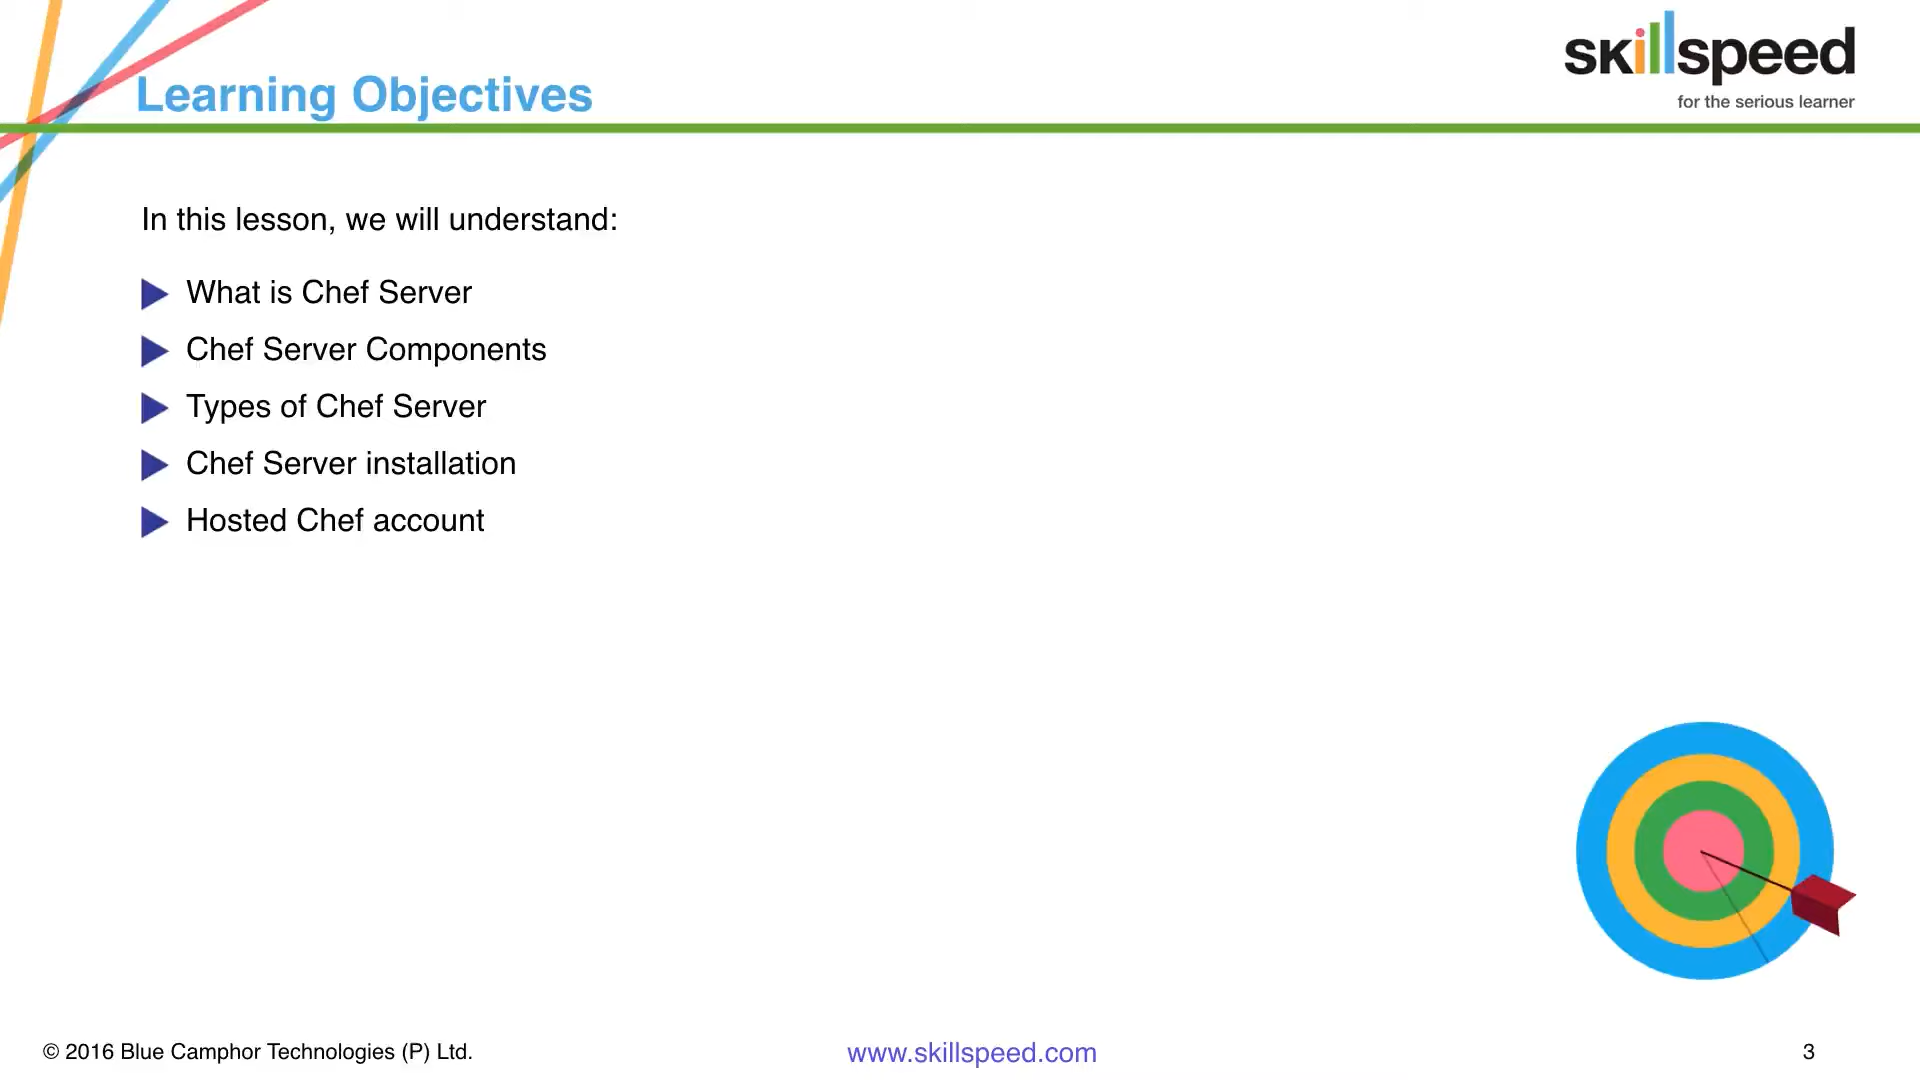 Learning Objectives
skillspeed
for the serious learner
In this lesson, we will understand:
What is Chef Server
Chef Server Components
Types of Chef Server
Chef Server installation
Hosted Chef account
© 2016 Blue Camphor Technologies (P) Ltd.
www.skillspeed.com
3